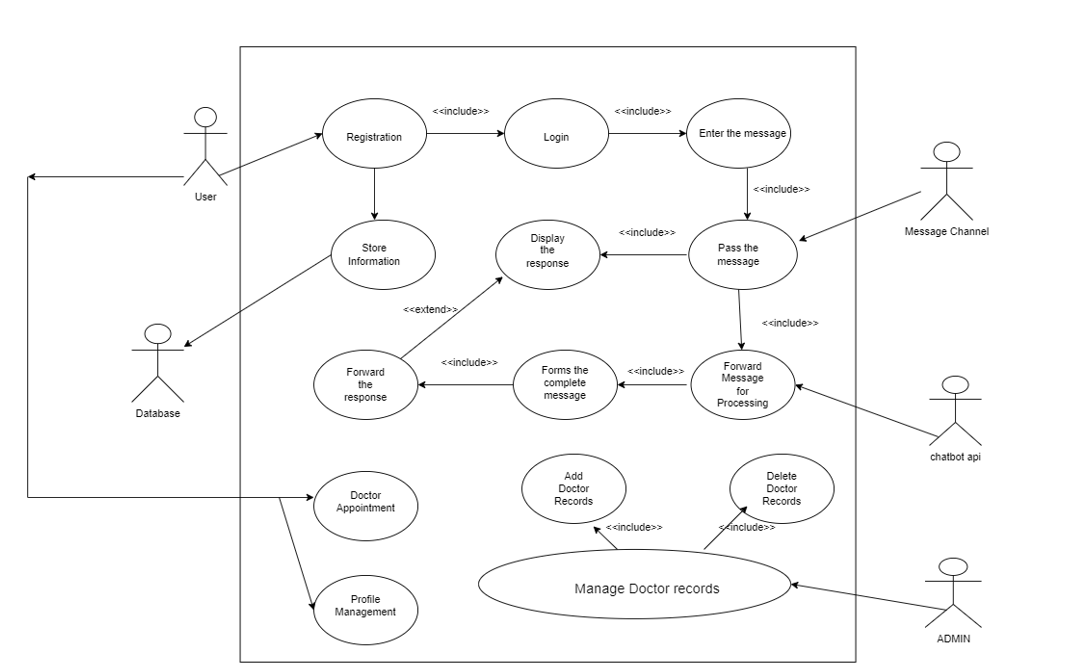 <<include>>
<<include>>
Registration
Login
Enter the message
User
<<include>>
Message Channel
Store
Information
Display
the
response
<<include>>
Pass the
message
<<extend>>
<<include>>
Database
Forward
the
response
<<include>>
Forms the
complete
message
<<include>>
Forward
Message
for
Processing
chatbot api
Doctor
Appointment
Add
Doctor
Records
Delete
Doctor
Records
<<include>>
<<include>>
Profile
Management
Manage Doctor records
ADMIN